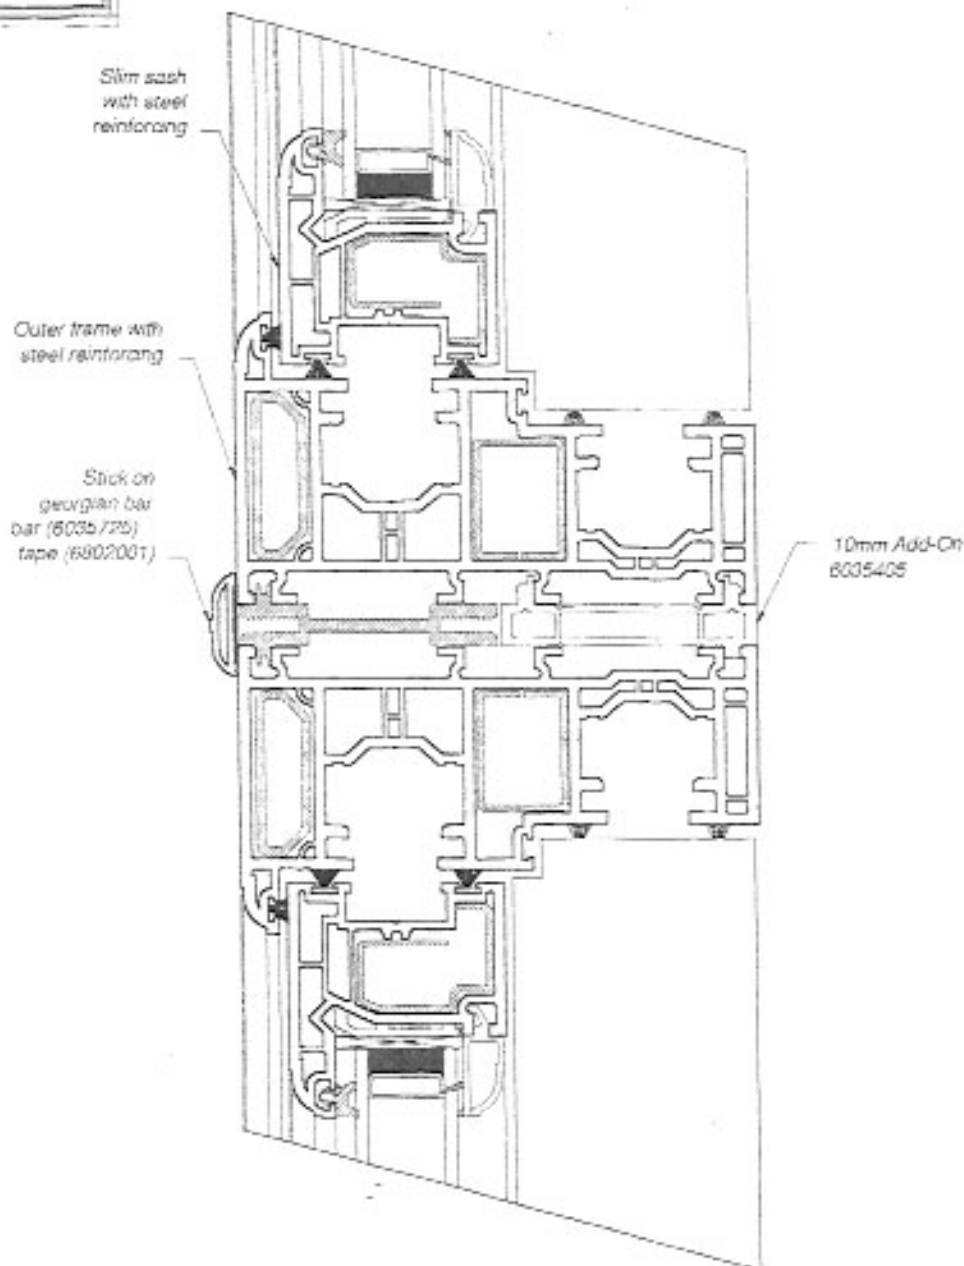 Slim sash
with steel
reinforcing
Outer frame with
steel reinforcing
Stick on
georgian bar
bar (6035725)
tape (6902001)
10mm Add-On
6035405